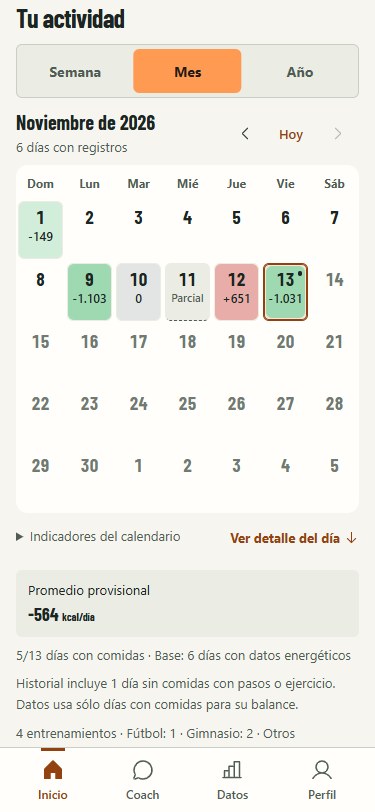 Tu actividad
Semana Mes Año
Noviembre de 2026
Hoy
6 días con registros
Dom Lun Mar Mié Jue Vie Sáb
1 2 3 4 5 6 7
-149
8 9 10 11 12 13 14
-1.103 0 Parcial +651 -1.031
15 16 17 18 19 20 21
22 23 24 25 26 27 28
29 30 1 2 3 4 5
Indicadores del calendario
Ver detalle del día
Promedio provisional
-564 kcal/día
5/13 días con comidas · Base: 6 días con datos energéticos
Historial incluye 1 día sin comidas con pasos o ejercicio.
Datos usa sólo días con comidas para su balance.
4 entrenamientos · Fútbol: 1 · Gimnasio: 2 · Otros
Inicio Coach Datos Perfil